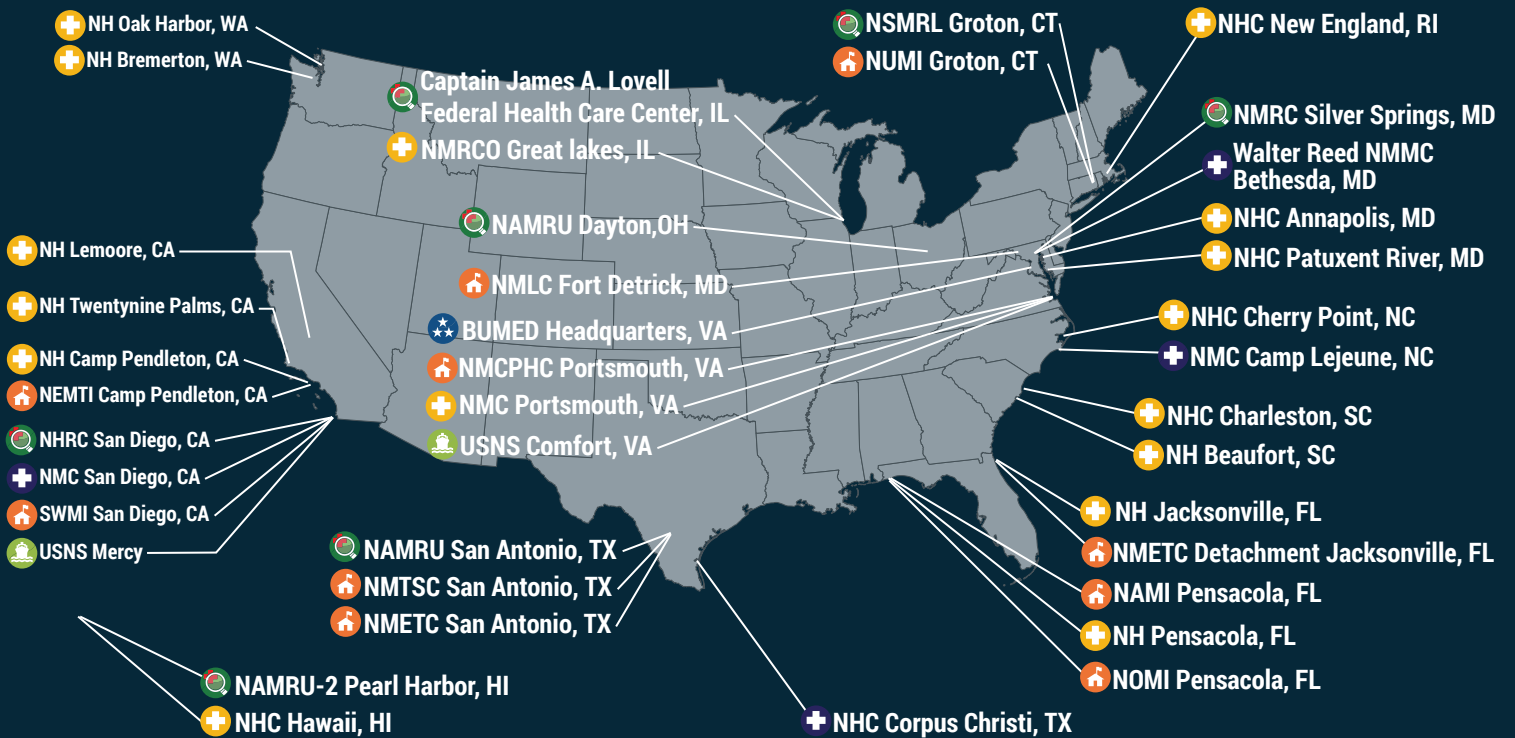 NH Oak Harbor, WA
NH Bremerton, WA
Captain James A. Lovell
Federal Health Care Center, IL
NMRCO Great lakes, IL
NAMRU Dayton,OH
NMLC Fort Detrick, MD
BUMED Headquarters, VA
NMCPHC Portsmouth, VA
NMC Portsmouth, VA
USNS Comfort, VA
NH Lemoore, CA
NH Twentynine Palms, CA
NH Camp Pendleton, CA
NEMTI Camp Pendleton, CA
NHRC San Diego, CA
NMC San Diego, CA
SWMI San Diego, CA
USNS Mercy
NAMRU San Antonio, TX
NMTSC San Antonio, TX
NMETC San Antonio, TX
NAMRU-2 Pearl Harbor, HI
NHC Hawaii, HI
NSMRL Groton, CT
NUMI Groton, CT
NHC New England, RI
NMRC Silver Springs, MD
Walter Reed NMMC
Bethesda, MD
NHC Annapolis, MD
NHC Patuxent River, MD
NHC Cherry Point, NC
NMC Camp Lejeune, NC
NHC Charleston, SC
NH Beaufort, SC
NH Jacksonville, FL
NMETC Detachment Jacksonville, FL
NAMI Pensacola, FL
NH Pensacola, FL
NOMI Pensacola, FL
NHC Corpus Christi, TX